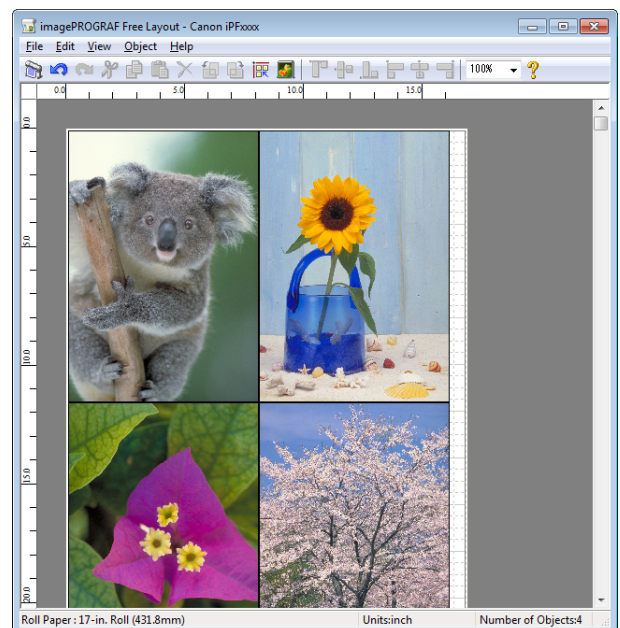 imagePROGRAF Free Layout - Canon iPFxxxx
File Edit View Object Help
100%
0.0 5.0 10.0 15.0
0.0
5.0
10.0
15.0
20.0
Roll Paper : 17-in. Roll (431.8mm) Units:inch Number of Objects:4